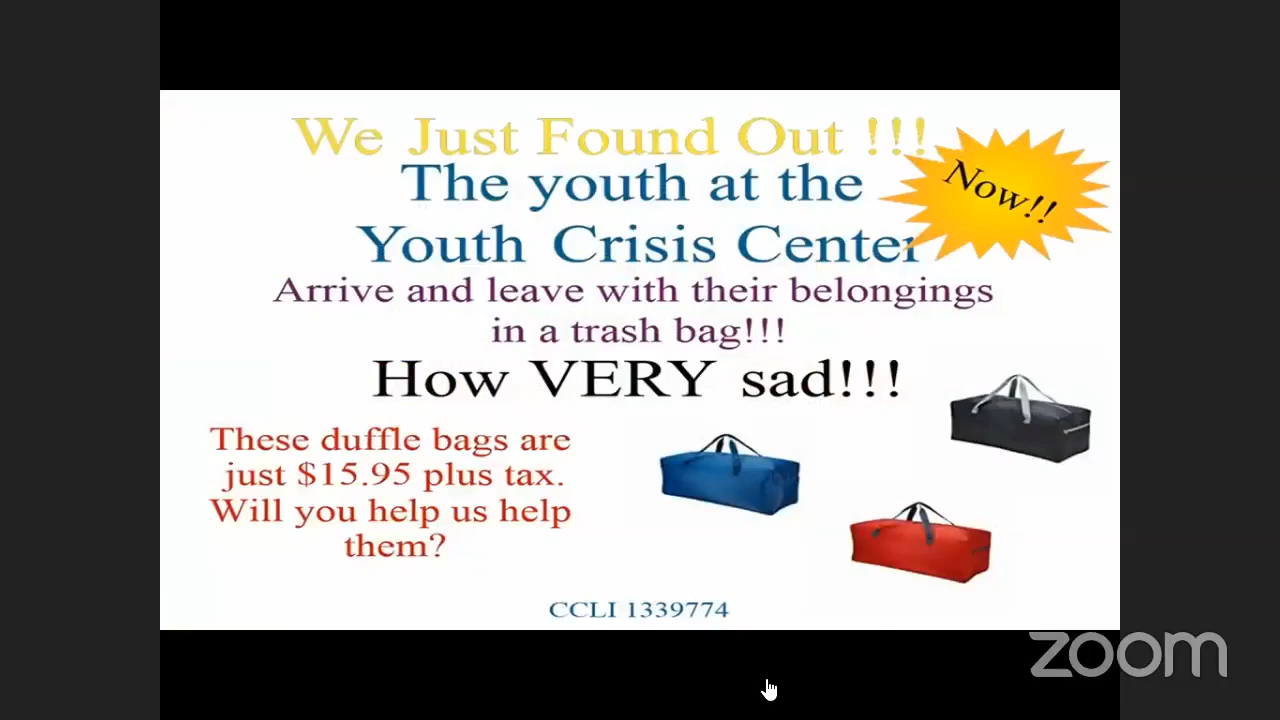 We Just Found Out !!!
The youth at the
Youth Crisis Center
Now!!
Arrive and leave with their belongings
in a trash bag!!!
How VERY sad!!!
These duffle bags are
just $15.95 plus tax.
Will you help us help
them?
CCLI 1339774
zoom